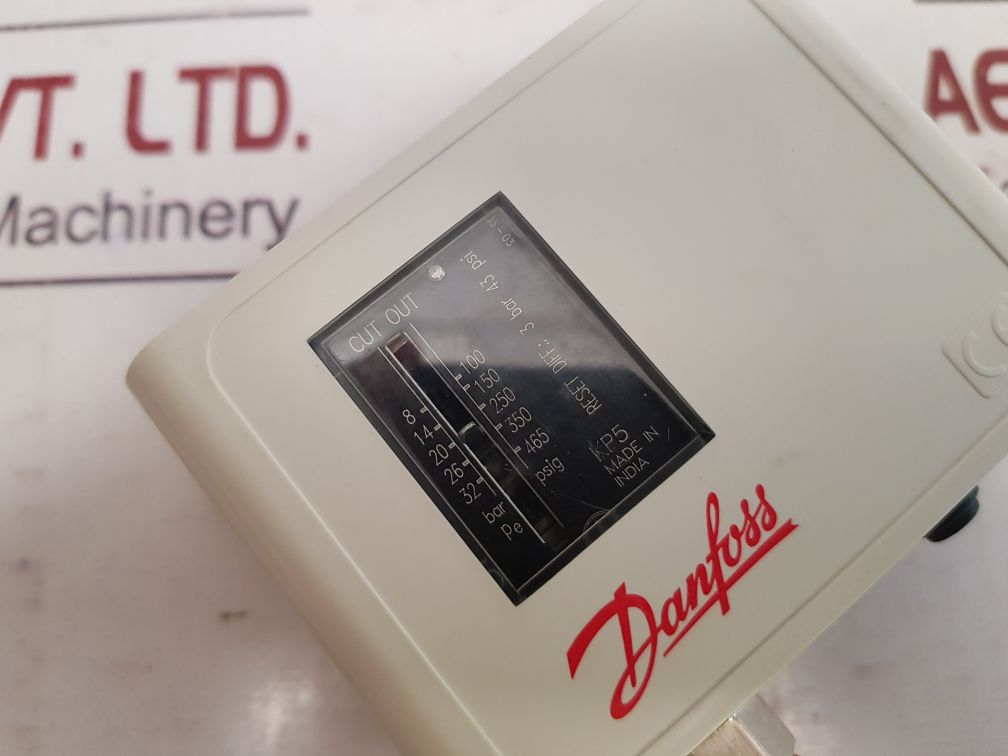 VT. LTD.
Machinery
CUT OUT
100
150
250
350
465
psig
8
14
20
26
32
bar
Pe
RESET DIFF.: 3 bar 43 psi
KP5
MADE IN
INDIA
Danfoss
CE